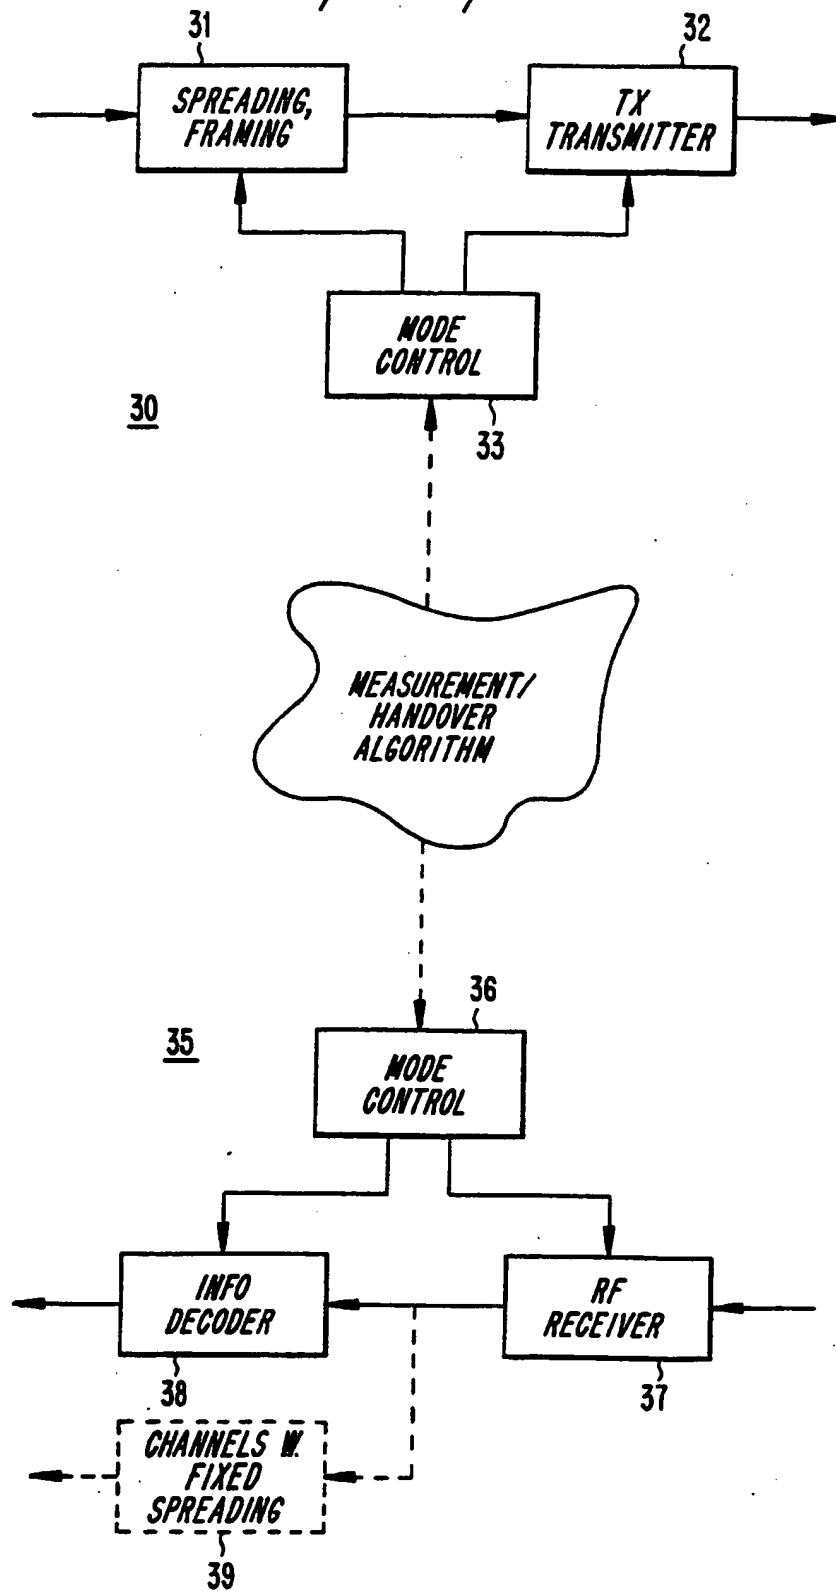 31
32
SPREADING,
FRAMING
TX
TRANSMITTER
MODE
CONTROL
30
33
MEASUREMENT/
HANDOVER
ALGORITHM
36
35
MODE
CONTROL
INFO
DECODER
RF
RECEIVER
38
37
CHANNELS W.
FIXED
SPREADING
39